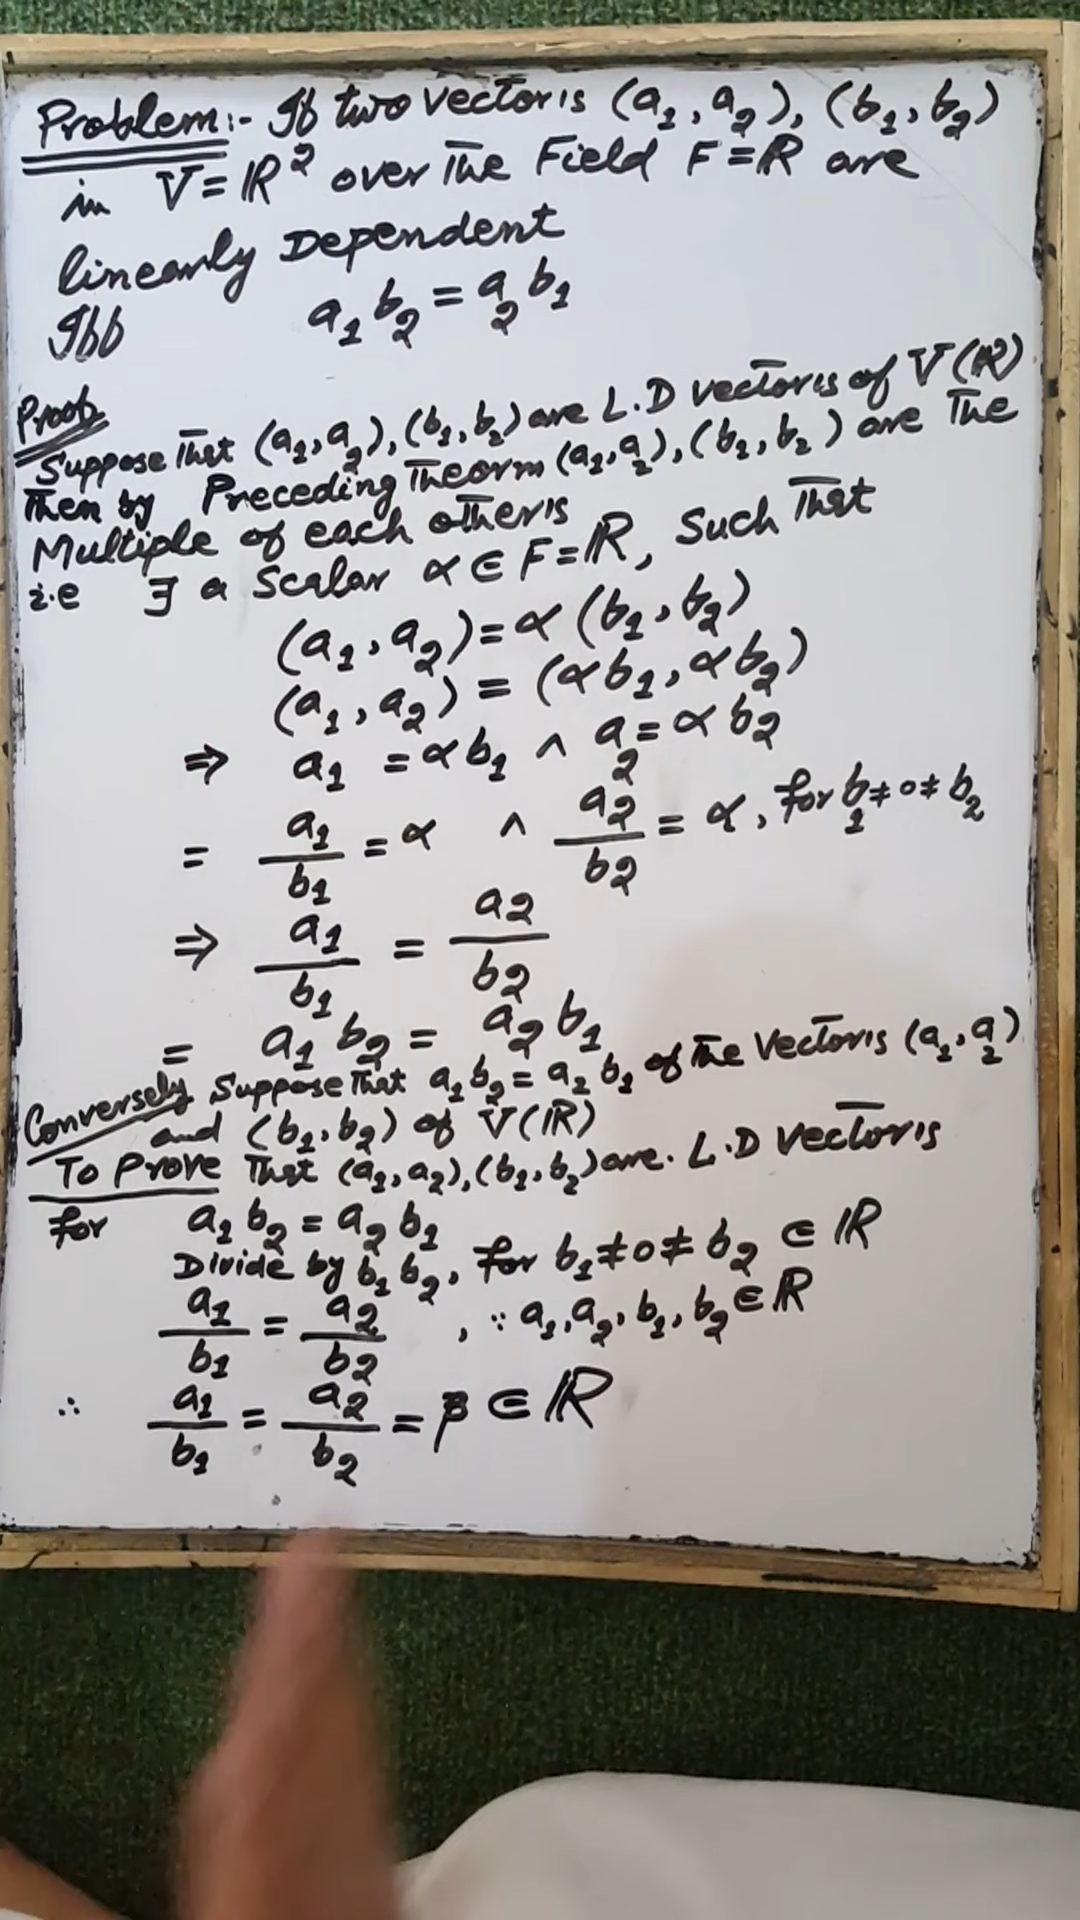 Problem:- If two vectors (a₁, a₂), (b₁, b₂)
in V = ℝ² over the Field F = ℝ are
linearly Dependent
Iff a₁ b₂ = a₂ b₁
Proof
Suppose that (a₁, a₂), (b₁, b₂) are L.D vectors of V(ℝ)
Then by Preceding Theorm (a₁, a₂), (b₁, b₂) are The
Multiple of each others
i.e ∃ a Scalar α ∈ F = ℝ, Such That
(a₁, a₂) = α (b₁, b₂)
(a₁, a₂) = (αb₁, αb₂)
⇒ a₁ = αb₁ ∧ a₂ = αb₂
= a₁/b₁ = α ∧ a₂/b₂ = α, for b₁ ≠ 0 ≠ b₂
⇒ a₁/b₁ = a₂/b₂
= a₁ b₂ = a₂ b₁
Conversely Suppose That a₁ b₂ = a₂ b₁ of The Vectors (a₁, a₂)
and (b₁, b₂) of V(ℝ)
To Prove That (a₁, a₂), (b₁, b₂) are. L.D vectors
for a₁ b₂ = a₂ b₁
Divide by b₁ b₂, for b₁ ≠ 0 ≠ b₂ ∈ ℝ
a₁/b₁ = a₂/b₂ , ∵ a₁, a₂, b₁, b₂ ∈ ℝ
∴ a₁/b₁ = a₂/b₂ = β ∈ ℝ